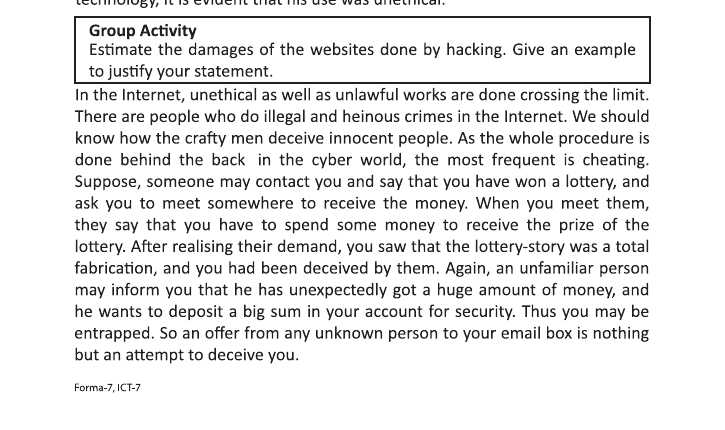 technology, it is evident that his use was unethical.
Group Activity
Estimate the damages of the websites done by hacking. Give an example
to justify your statement.
In the Internet, unethical as well as unlawful works are done crossing the limit.
There are people who do illegal and heinous crimes in the Internet. We should
know how the crafty men deceive innocent people. As the whole procedure is
done behind the back in the cyber world, the most frequent is cheating.
Suppose, someone may contact you and say that you have won a lottery, and
ask you to meet somewhere to receive the money. When you meet them,
they say that you have to spend some money to receive the prize of the
lottery. After realising their demand, you saw that the lottery-story was a total
fabrication, and you had been deceived by them. Again, an unfamiliar person
may inform you that he has unexpectedly got a huge amount of money, and
he wants to deposit a big sum in your account for security. Thus you may be
entrapped. So an offer from any unknown person to your email box is nothing
but an attempt to deceive you.
Forma-7, ICT-7